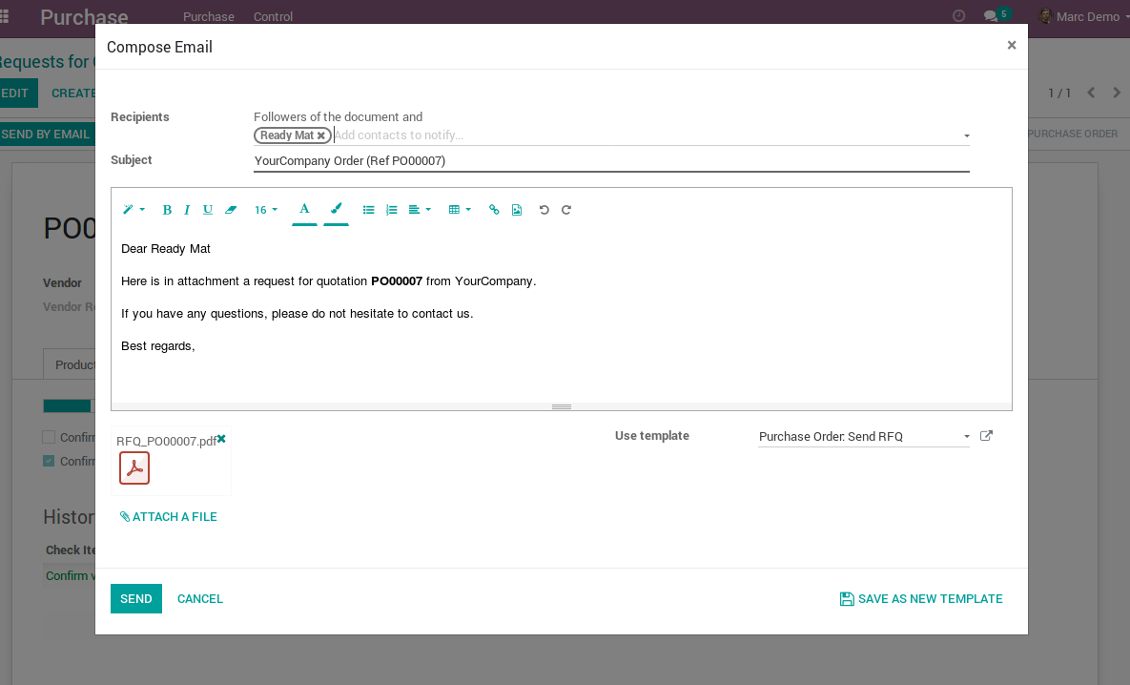 Purchase Purchase Control 5 Marc Demo
Requests for
Compose Email ×
EDIT CREATE 1 / 1
Recipients Followers of the document and
SEND BY EMAIL Ready Mat Add contacts to notify... PURCHASE ORDER
Subject YourCompany Order (Ref PO00007)
B I U 16 A
PO0
Dear Ready Mat
Vendor Here is in attachment a request for quotation PO00007 from YourCompany.
Vendor
If you have any questions, please do not hesitate to contact us.
Best regards,
Product
RFQ_PO00007.pdf Use template Purchase Order: Send RFQ
Confirm
Confirm
Histor
ATTACH A FILE
Check Ite
Confirm v
SEND CANCEL SAVE AS NEW TEMPLATE